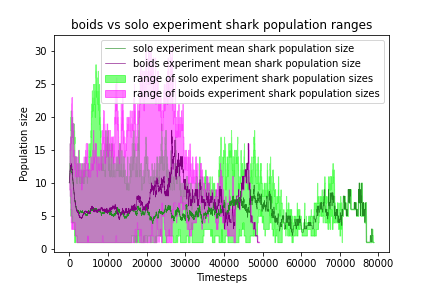 boids vs solo experiment shark population ranges
solo experiment mean shark population size
boids experiment mean shark population size
range of solo experiment shark population sizes
range of boids experiment shark population sizes
Population size
30
25
20
15
10
5
0
0 10000 20000 30000 40000 50000 60000 70000 80000
Timesteps